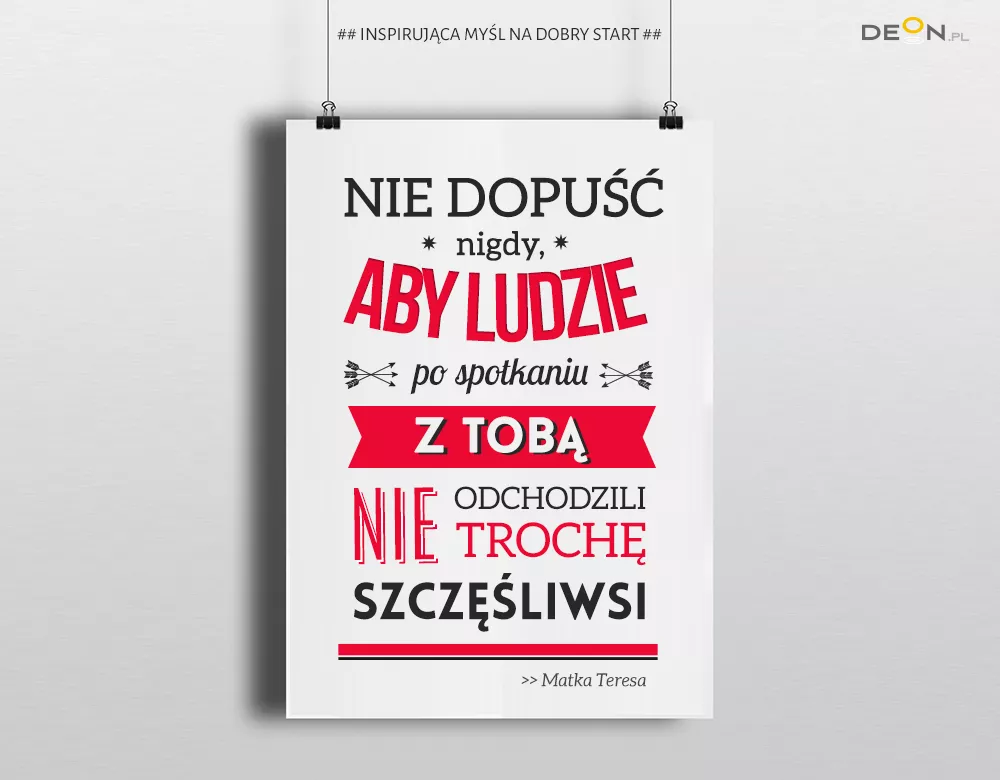 ## INSPIRUJĄCA MYŚL NA DOBRY START ##
DEON.PL
NIE DOPUŚĆ
* nigdy, *
ABY LUDZIE
po spotkaniu
Z TOBĄ
NIE ODCHODZILI
TROCHĘ
SZCZĘŚLIWSI
>> Matka Teresa